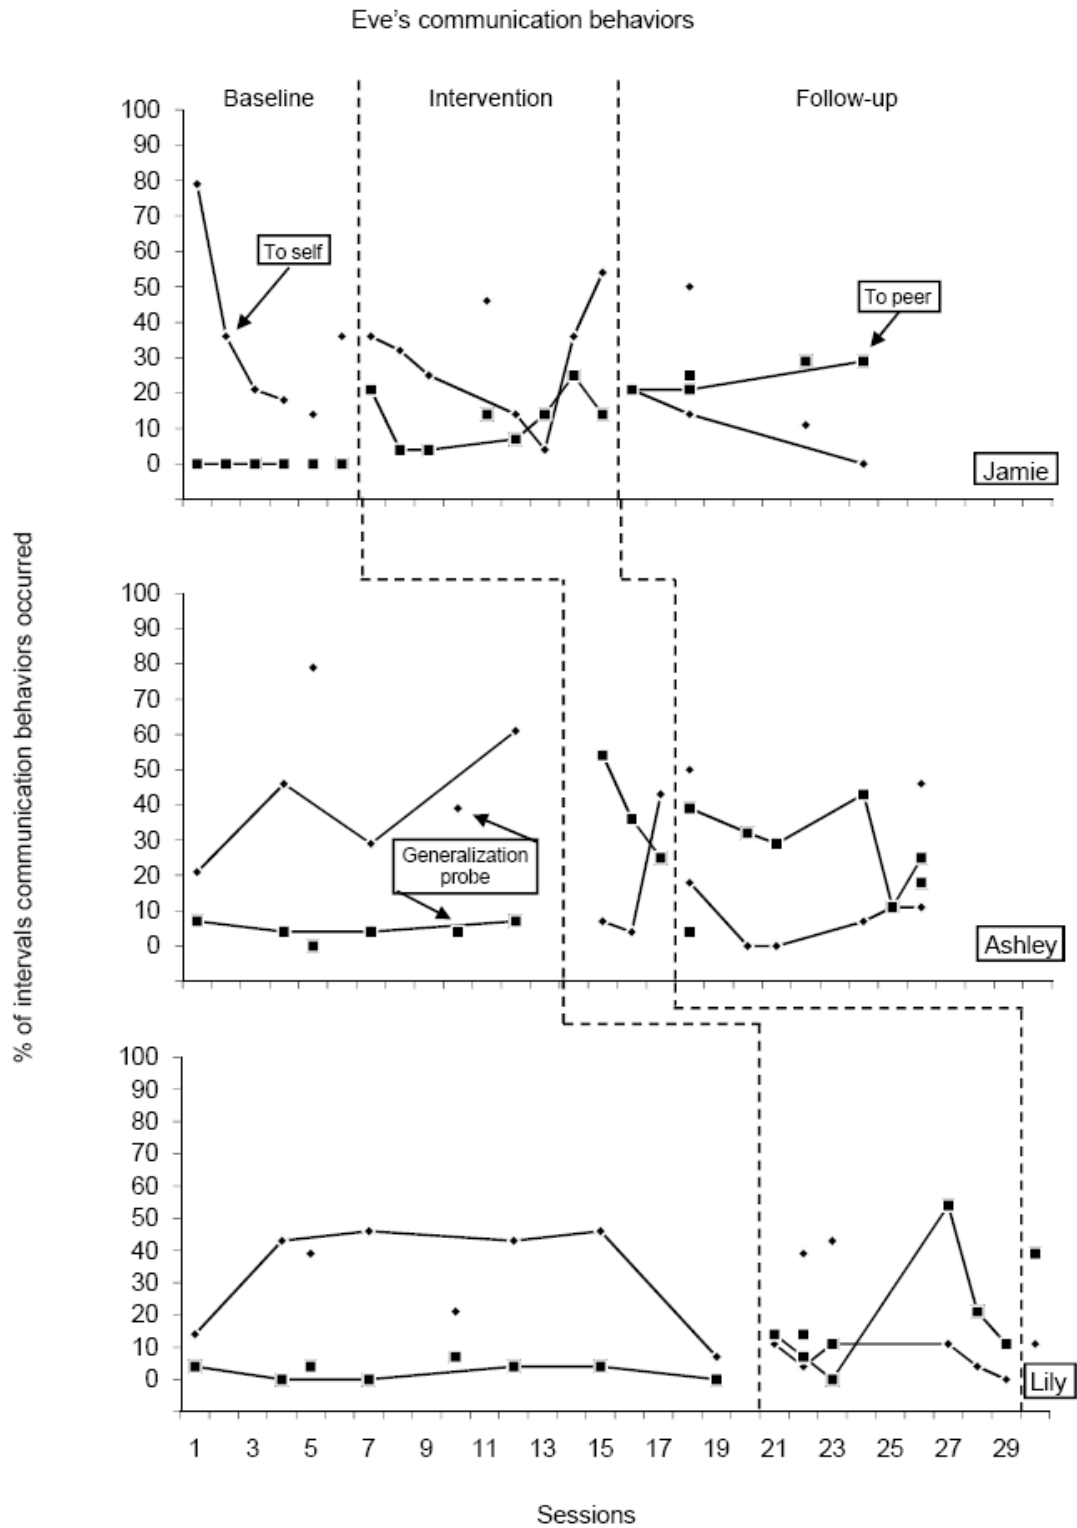 Eve’s communication behaviors
Baseline
Intervention
Follow-up
100
90
80
70
60
50
40
30
20
10
0
To self
To peer
Jamie
% of intervals communication behaviors occurred
100
90
80
70
60
50
40
30
20
10
0
Generalization
probe
Ashley
100
90
80
70
60
50
40
30
20
10
0
Lily
1 3 5 7 9 11 13 15 17 19 21 23 25 27 29
Sessions